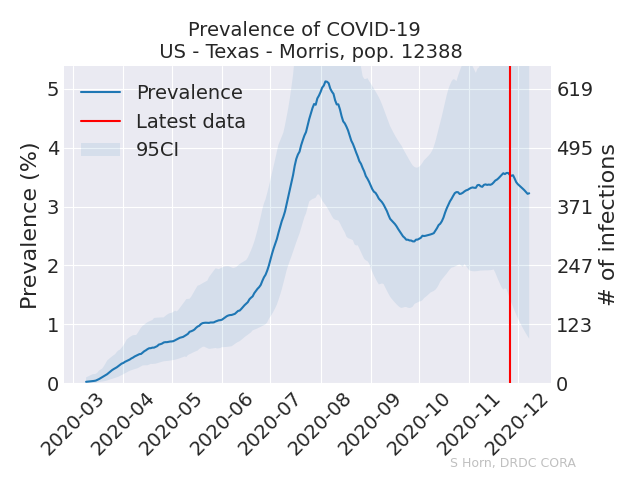 Prevalence of COVID-19
US - Texas - Morris, pop. 12388
Prevalence
Latest data
95CI
Prevalence (%)
5
4
3
2
1
0
619
495
371
247
123
0
# of infections
2020-03
2020-04
2020-05
2020-06
2020-07
2020-08
2020-09
2020-10
2020-11
2020-12
S Horn, DRDC CORA